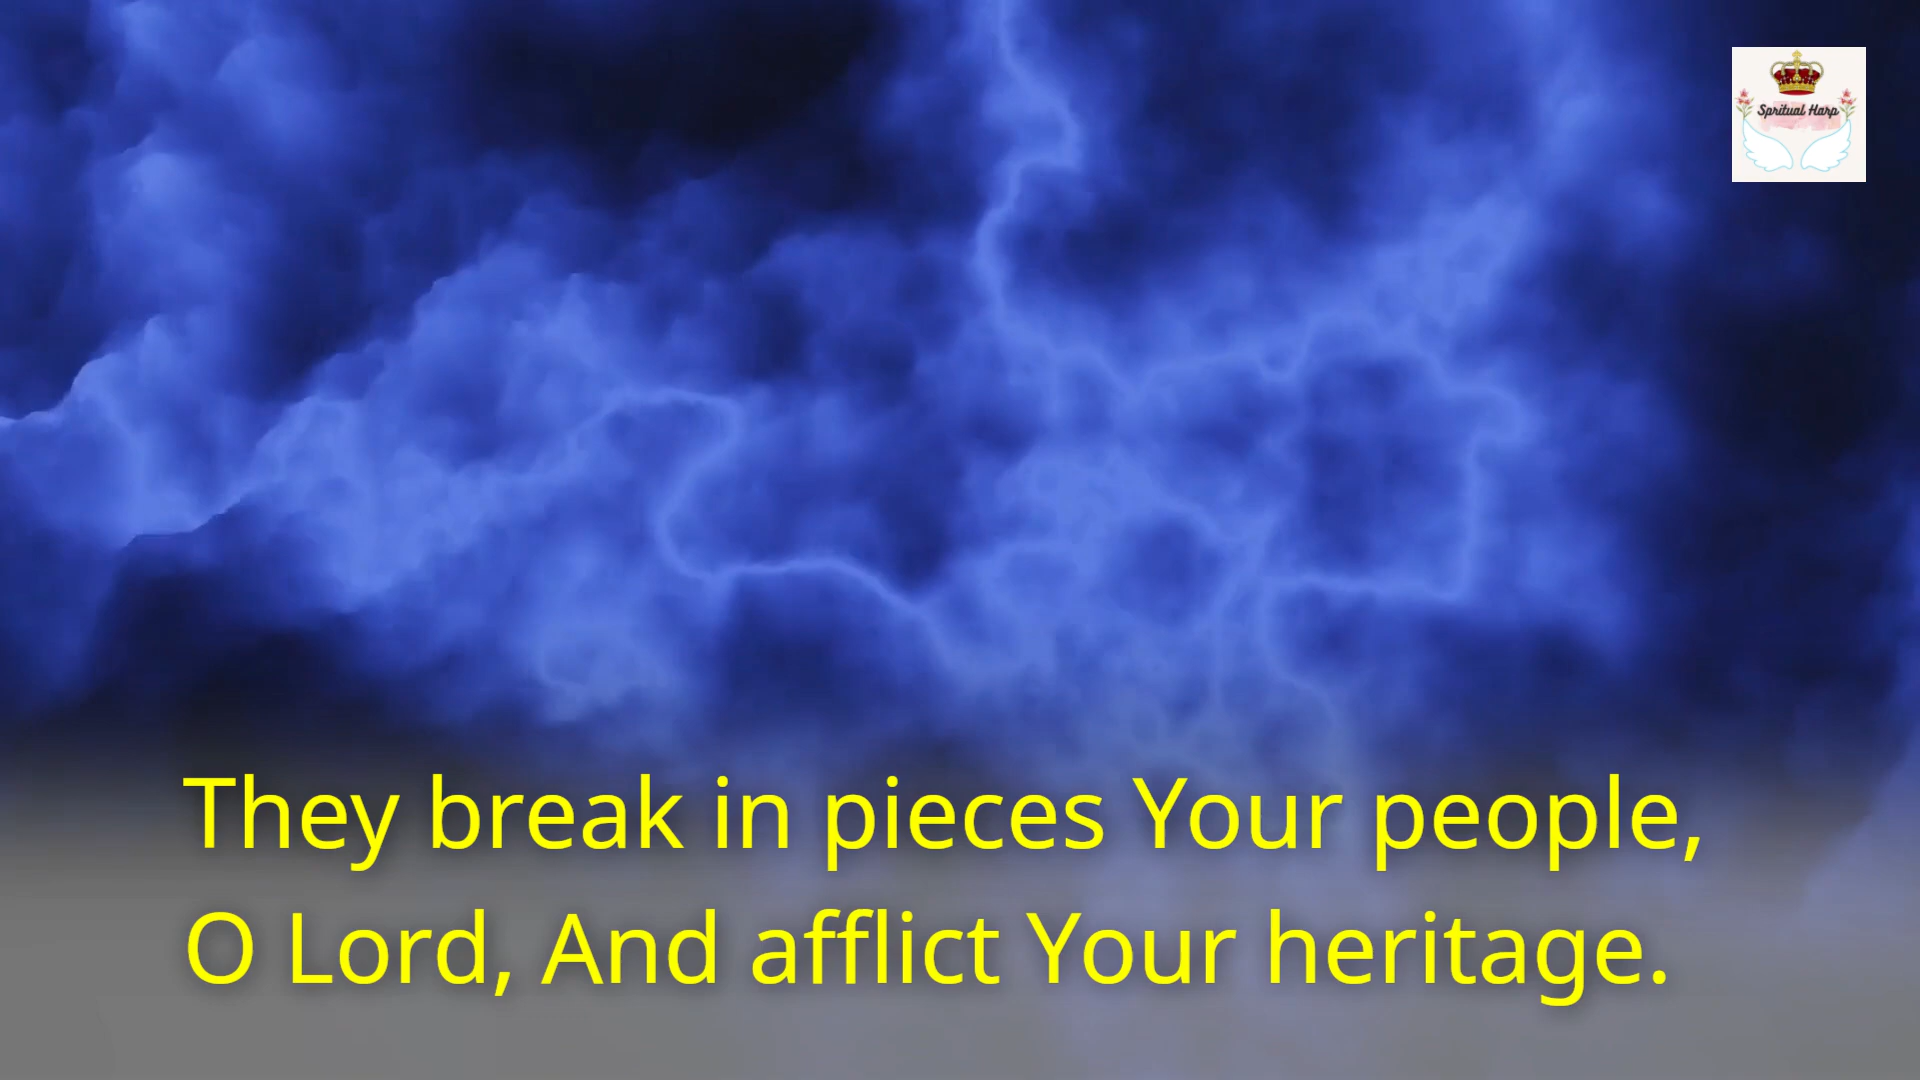 Spritual Harp
They break in pieces Your people,
O Lord, And afflict Your heritage.